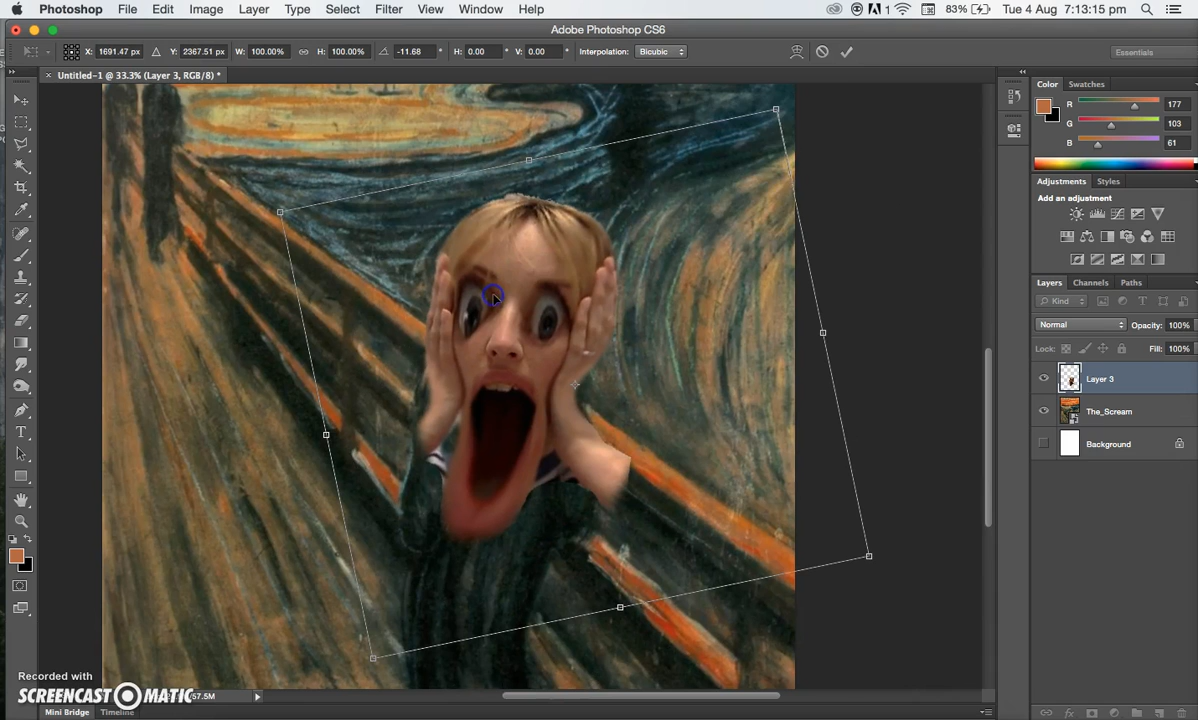 Photoshop File Edit Image Layer Type Select Filter View Window Help 1 83% Tue 4 Aug 7:13:15 pm
Adobe Photoshop CS6
X: 1691.47 px Y: 2367.51 px W: 100.00% H: 100.00% -11.68 ° H: 0.00 ° V: 0.00 ° Interpolation: Bicubic Essentials
Untitled-1 @ 33.3% (Layer 3, RGB/8) *
Color Swatches
R 177
G 103
B 61
Adjustments Styles
Add an adjustment
Layers Channels Paths
Kind
Normal Opacity: 100%
Lock: Fill: 100%
Layer 3
The_Scream
Background
Recorded with
SCREENCAST MATIC
/57.5M
Mini Bridge Timeline